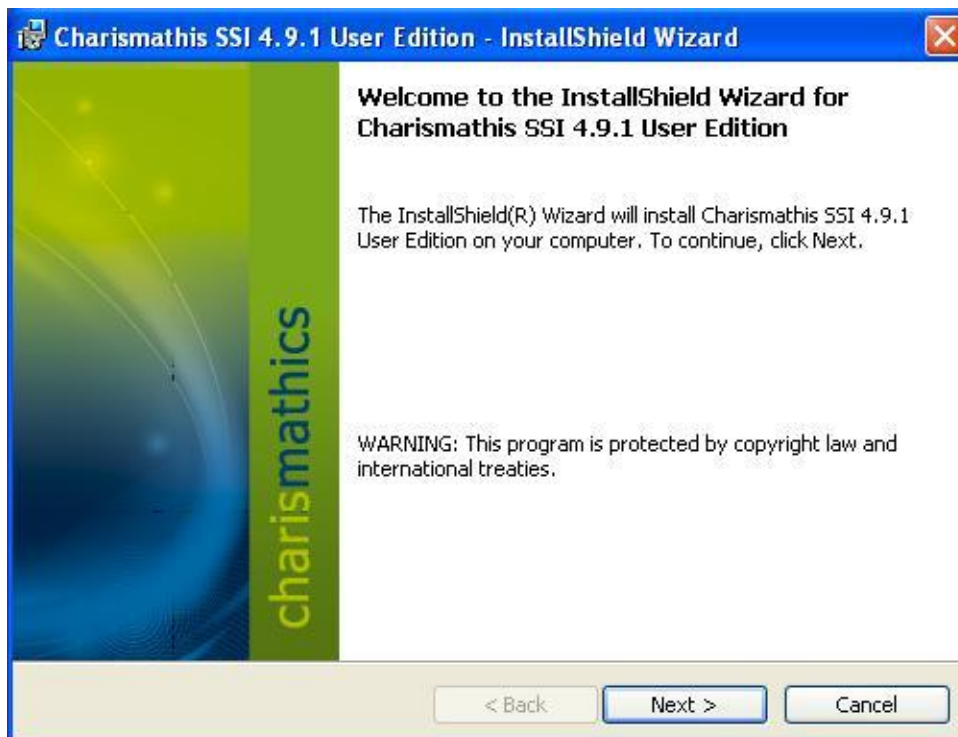 Charismathis SSI 4.9.1 User Edition - InstallShield Wizard
Welcome to the InstallShield Wizard for
Charismathis SSI 4.9.1 User Edition
The InstallShield(R) Wizard will install Charismathis SSI 4.9.1
User Edition on your computer. To continue, click Next.
charismathics
WARNING: This program is protected by copyright law and
international treaties.
< Back
Next >
Cancel